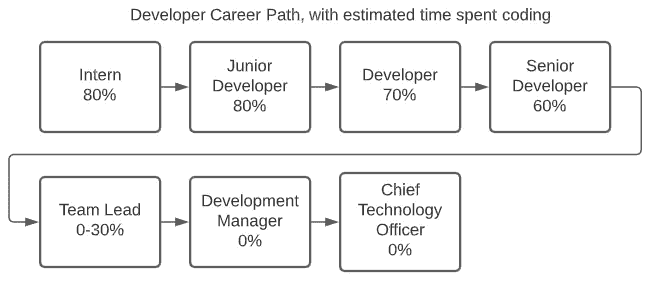 Developer Career Path, with estimated time spent coding
Intern
80%
Junior
Developer
80%
Developer
70%
Senior
Developer
60%
Team Lead
0-30%
Development
Manager
0%
Chief
Technology
Officer
0%